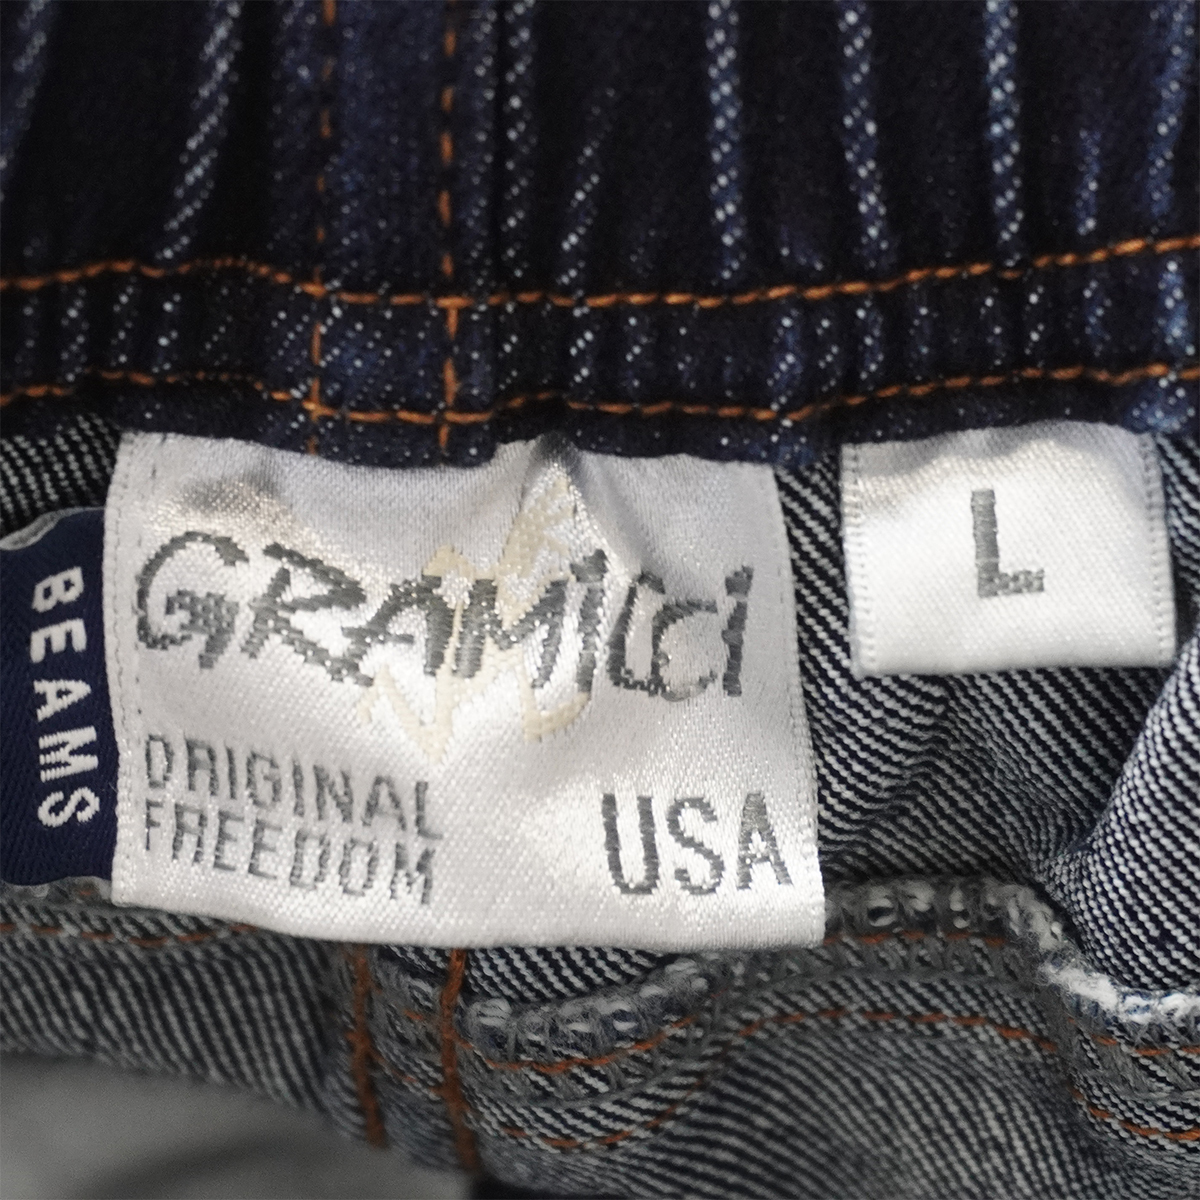 GRAMICCI
ORIGINAL
FREEDOM
USA
L
BEAMS